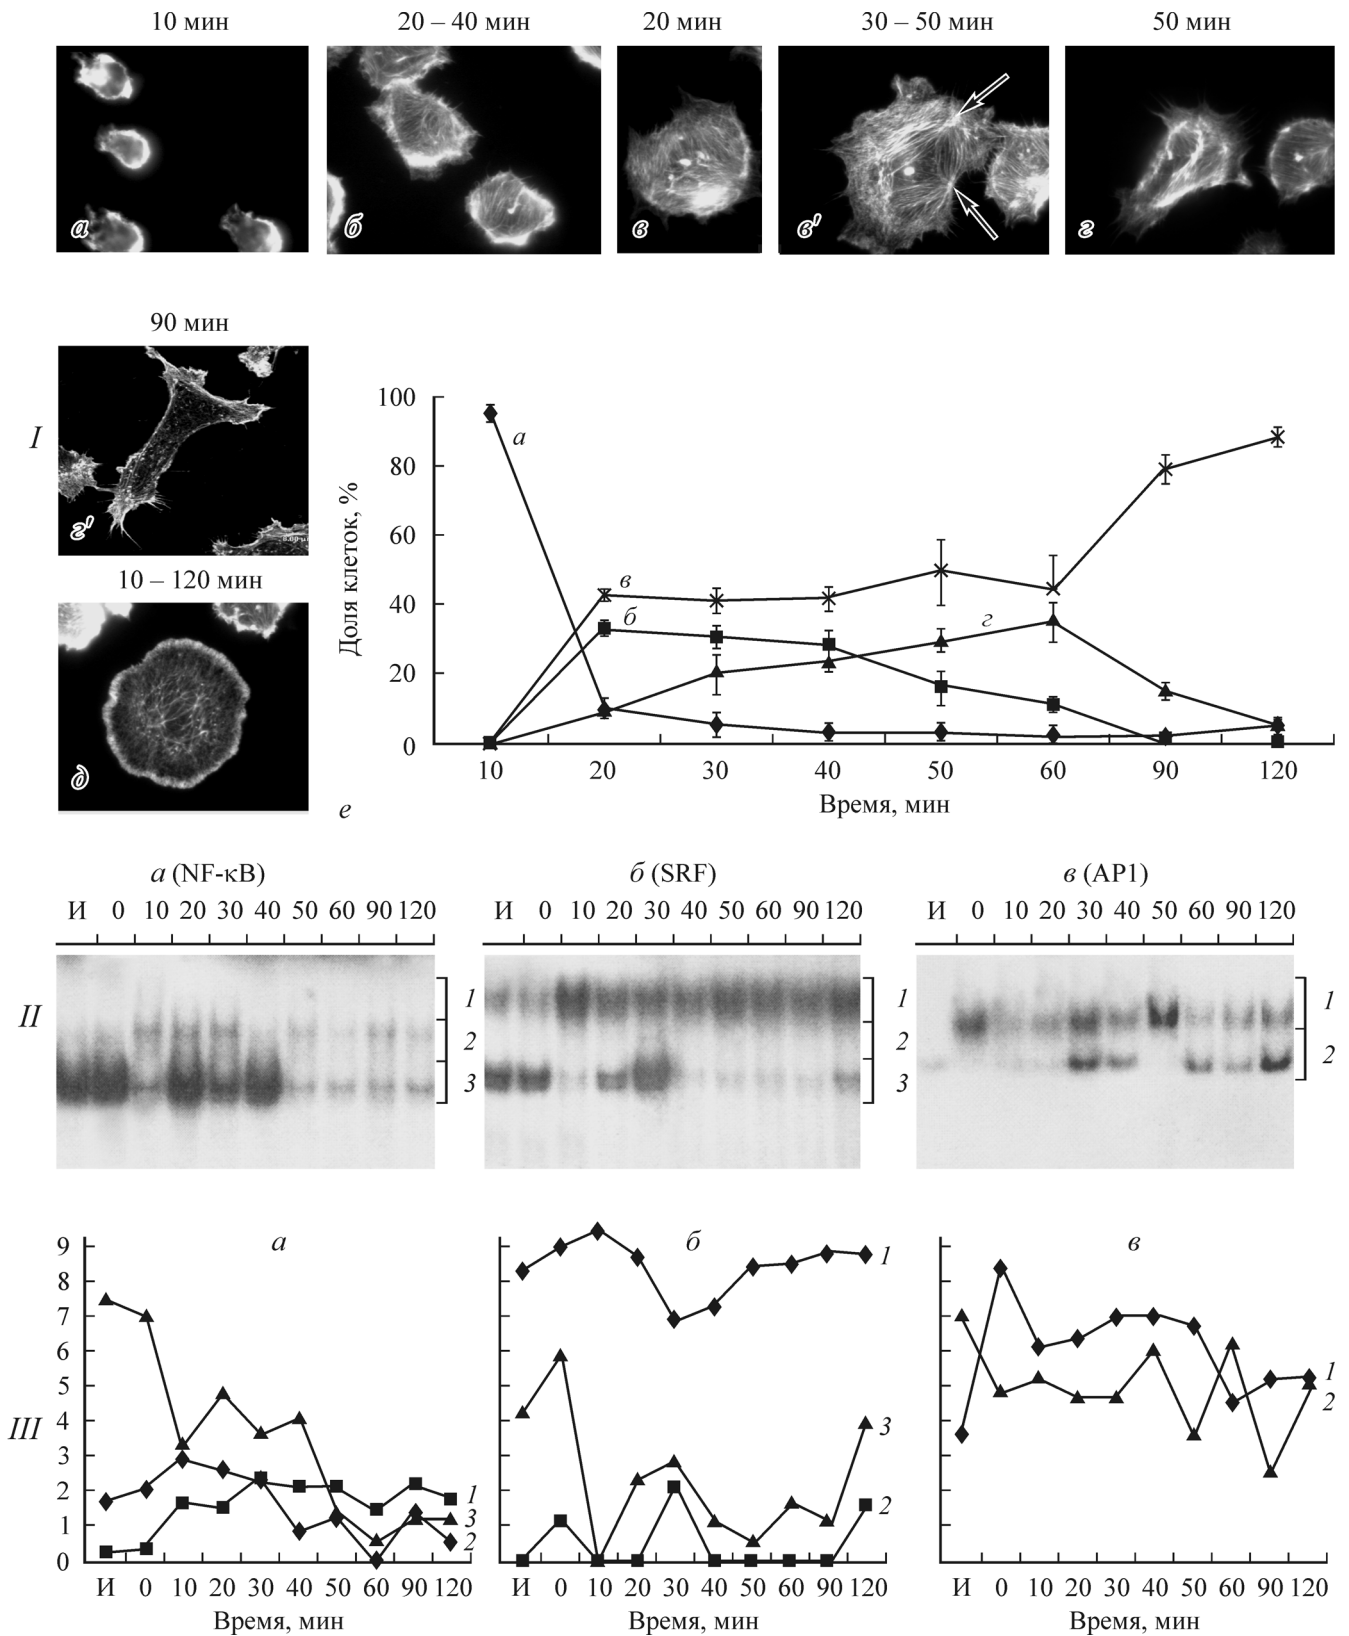 10 мин
20 – 40 мин
20 мин
30 – 50 мин
50 мин
а
б
в
в'
г
90 мин
I
г'
10 – 120 мин
д
е
Доля клеток, %
100
80
60
40
20
0
а
в
б
г
10 20 30 40 50 60 90 120
Время, мин
II
а (NF-κB)
И 0 10 20 30 40 50 60 90 120
1
2
3
б (SRF)
И 0 10 20 30 40 50 60 90 120
1
2
3
в (AP1)
И 0 10 20 30 40 50 60 90 120
1
2
III
а
9
8
7
6
5
4
3
2
1
0
1
3
2
И 0 10 20 30 40 50 60 90 120
Время, мин
б
1
3
2
И 0 10 20 30 40 50 60 90 120
Время, мин
в
1
2
И 0 10 20 30 40 50 60 90 120
Время, мин